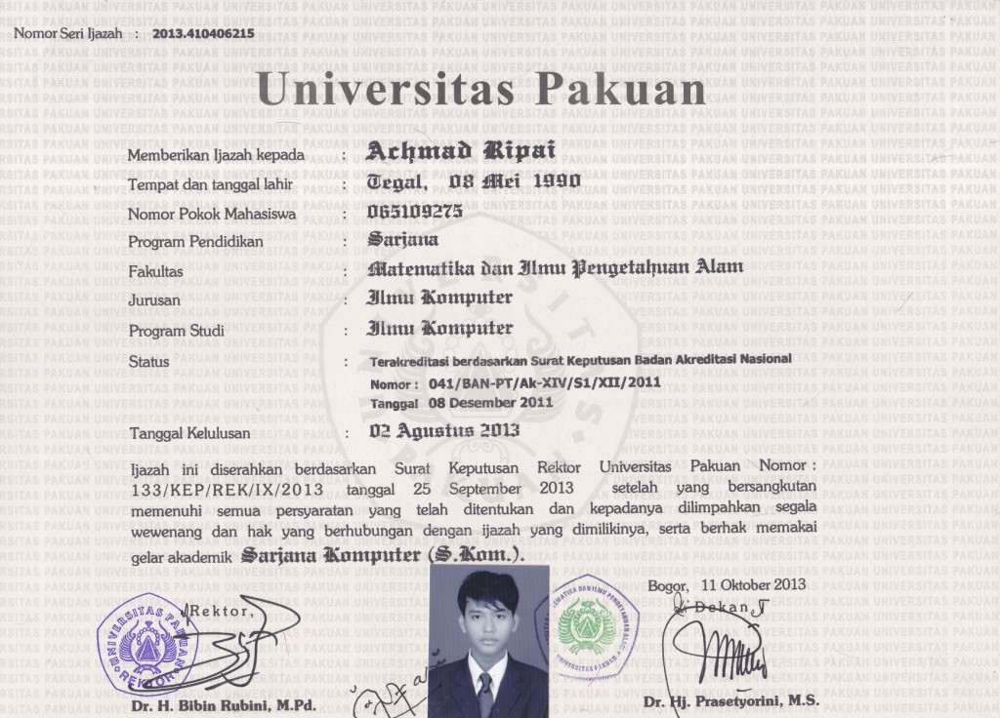 Nomor Seri Ijazah : 2013.410406215
Universitas Pakuan
Memberikan Ijazah kepada : Achmad Ripai
Tempat dan tanggal lahir : Tegal, 08 Mei 1990
Nomor Pokok Mahasiswa : 065109275
Program Pendidikan : Sarjana
Fakultas : Matematika dan Ilmu Pengetahuan Alam
Jurusan : Ilmu Komputer
Program Studi : Ilmu Komputer
Status : Terakreditasi berdasarkan Surat Keputusan Badan Akreditasi Nasional
Nomor : 041/BAN-PT/Ak-XIV/S1/XII/2011
Tanggal 08 Desember 2011
Tanggal Kelulusan : 02 Agustus 2013
Ijazah ini diserahkan berdasarkan Surat Keputusan Rektor Universitas Pakuan Nomor :
133/KEP/REK/IX/2013 tanggal 25 September 2013 setelah yang bersangkutan
memenuhi semua persyaratan yang telah ditentukan dan kepadanya dilimpahkan segala
wewenang dan hak yang berhubungan dengan ijazah yang dimilikinya, serta berhak memakai
gelar akademik Sarjana Komputer (S.Kom.).
Bogor, 11 Oktober 2013
Rektor,
Dekan,
UNIVERSITAS PAKUAN
REKTOR
UNIVERSITAS PAKUAN
Dr. H. Bibin Rubini, M.Pd.
Dr. Hj. Prasetyorini, M.S.